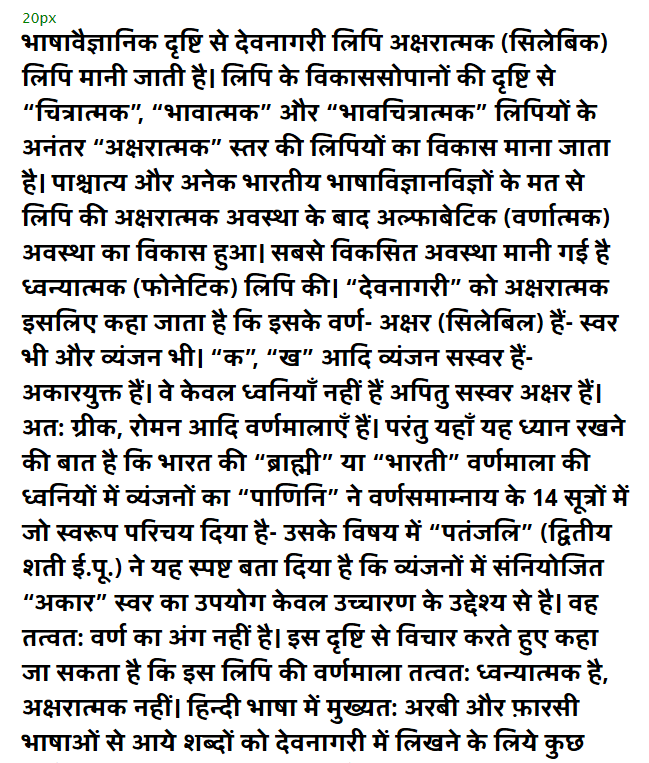 20px
भाषावैज्ञानिक दृष्टि से देवनागरी लिपि अक्षरात्मक (सिलेबिक)
लिपि मानी जाती है। लिपि के विकाससोपानों की दृष्टि से
“चित्रात्मक”, “भावात्मक” और “भावचित्रात्मक” लिपियों के
अनंतर “अक्षरात्मक” स्तर की लिपियों का विकास माना जाता
है। पाश्चात्य और अनेक भारतीय भाषाविज्ञानविज्ञों के मत से
लिपि की अक्षरात्मक अवस्था के बाद अल्फाबेटिक (वर्णात्मक)
अवस्था का विकास हुआ। सबसे विकसित अवस्था मानी गई है
ध्वन्यात्मक (फोनेटिक) लिपि की। “देवनागरी” को अक्षरात्मक
इसलिए कहा जाता है कि इसके वर्ण- अक्षर (सिलेबिल) हैं- स्वर
भी और व्यंजन भी। “क”, “ख” आदि व्यंजन सस्वर हैं-
अकारयुक्त हैं। वे केवल ध्वनियाँ नहीं हैं अपितु सस्वर अक्षर हैं।
अत: ग्रीक, रोमन आदि वर्णमालाएँ हैं। परंतु यहाँ यह ध्यान रखने
की बात है कि भारत की “ब्राह्मी” या “भारती” वर्णमाला की
ध्वनियों में व्यंजनों का “पाणिनि” ने वर्णसमाम्नाय के 14 सूत्रों में
जो स्वरूप परिचय दिया है- उसके विषय में “पतंजलि” (द्वितीय
शती ई.पू.) ने यह स्पष्ट बता दिया है कि व्यंजनों में संनियोजित
“अकार” स्वर का उपयोग केवल उच्चारण के उद्देश्य से है। वह
तत्वत: वर्ण का अंग नहीं है। इस दृष्टि से विचार करते हुए कहा
जा सकता है कि इस लिपि की वर्णमाला तत्वत: ध्वन्यात्मक है,
अक्षरात्मक नहीं। हिन्दी भाषा में मुख्यत: अरबी और फ़ारसी
भाषाओं से आये शब्दों को देवनागरी में लिखने के लिये कुछ